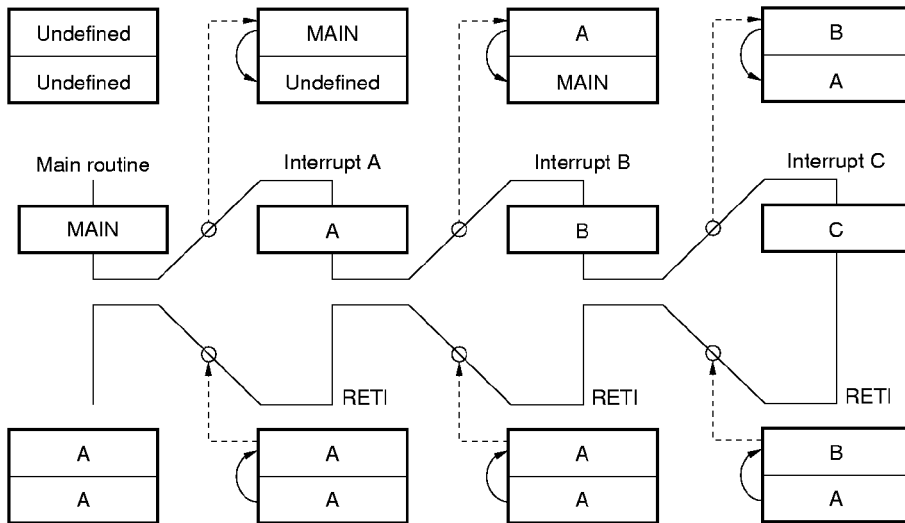 Undefined
Undefined
MAIN
Undefined
A
MAIN
B
A
Main routine
Interrupt A
Interrupt B
Interrupt C
MAIN
A
B
C
RETI
RETI
RETI
A
A
A
A
A
A
B
A